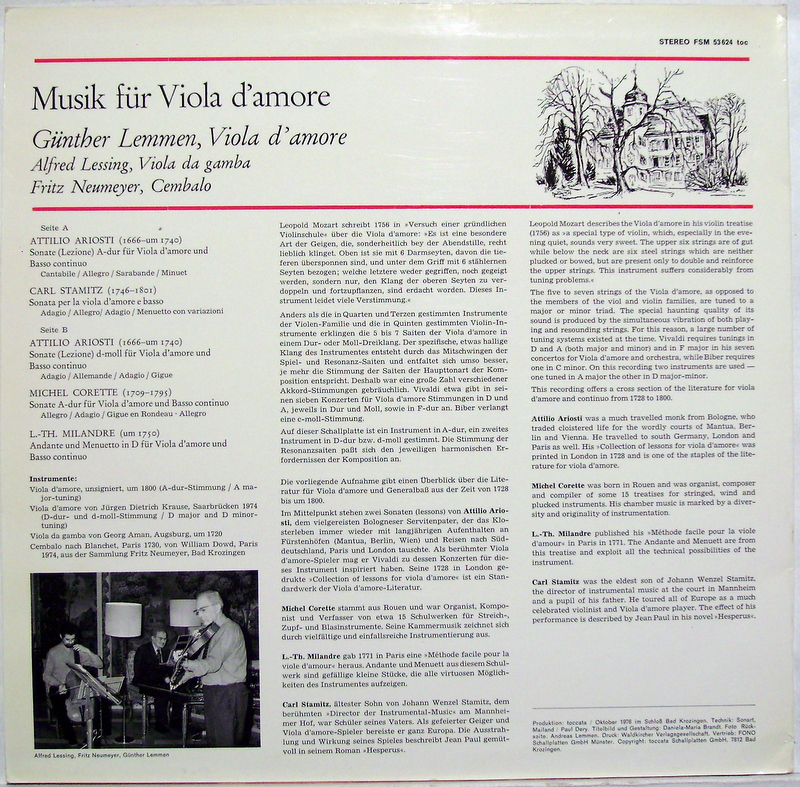 STEREO FSM 53624 toc
Musik für Viola d'amore
Günther Lemmen, Viola d'amore
Alfred Lessing, Viola da gamba
Fritz Neumeyer, Cembalo
Seite A
ATTILIO ARIOSTI (1666–um 1740)
Sonate (Lezione) A-dur für Viola d'amore und
Basso continuo
Cantabile / Allegro / Sarabande / Minuet
CARL STAMITZ (1746–1801)
Sonata per la viola d'amore e basso
Adagio / Allegro/ Adagio / Menuetto con variazioni
Seite B
ATTILIO ARIOSTI (1666–um 1740)
Sonate (Lezione) d-moll für Viola d'amore und
Basso continuo
Adagio / Allemande / Adagio / Gigue
MICHEL CORETTE (1709–1795)
Sonate A-dur für Viola d'amore und Basso continuo
Allegro / Adagio / Gigue en Rondeau · Allegro
L.-TH. MILANDRE (um 1750)
Andante und Menuetto in D für Viola d'amore und
Basso continuo
Instrumente:
Viola d'amore, unsigniert, um 1800 (A-dur-Stimmung / A ma-
jor-tuning)
Viola d'amore von Jürgen Dietrich Krause, Saarbrücken 1974
(D-dur- und d-moll-Stimmung / D major and D minor-
tuning)
Viola da gamba von Georg Aman, Augsburg, um 1720
Cembalo nach Blanchet, Paris 1730, von William Dowd, Paris
1974, aus der Sammlung Fritz Neumeyer, Bad Krozingen
Alfred Lessing, Fritz Neumeyer, Günther Lemmen
Leopold Mozart schreibt 1756 in »Versuch einer gründlichen
Violinschule« über die Viola d'amore: »Es ist eine besondere
Art der Geigen, die, sonderheitlich bey der Abendstille, recht
lieblich klinget. Oben ist sie mit 6 Darmseyten, davon die tie-
feren übersponnen sind, und unter dem Griff mit 6 stählernen
Seyten bezogen; welche letztere weder gegriffen, noch gegeigt
werden, sondern nur, den Klang der oberen Seyten zu ver-
doppeln und fortzupflanzen, sind erdacht worden. Dieses In-
strument leidet viele Verstimmung.«
Anders als die in Quarten und Terzen gestimmten Instrumente
der Violen-Familie und die in Quinten gestimmten Violin-In-
strumente erklingen die 5 bis 7 Saiten der Viola d'amore in
einem Dur- oder Moll-Dreiklang. Der spezifische, etwas hallige
Klang des Instrumentes entsteht durch das Mitschwingen der
Spiel- und Resonanz-Saiten und entfaltet sich umso besser,
je mehr die Stimmung der Saiten der Haupttonart der Kom-
position entspricht. Deshalb war eine große Zahl verschiedener
Akkord-Stimmungen gebräuchlich. Vivaldi etwa gibt in sei-
nen sieben Konzerten für Viola d'amore Stimmungen in D und
A, jeweils in Dur und Moll, sowie in F-dur an. Biber verlangt
eine c-moll-Stimmung.
Auf dieser Schallplatte ist ein Instrument in A-dur, ein zweites
Instrument in D-dur bzw. d-moll gestimmt. Die Stimmung der
Resonanzsaiten paßt sich den jeweiligen harmonischen Er-
fordernissen der Komposition an.
Die vorliegende Aufnahme gibt einen Überblick über die Lite-
ratur für Viola d'amore und Generalbaß aus der Zeit von 1728
bis um 1800.
Im Mittelpunkt stehen zwei Sonaten (lessons) von Attilio Ario-
sti, dem vielgereisten Bologneser Servitenpater, der das Klo-
sterleben immer wieder mit langjährigen Aufenthalten an
Fürstenhöfen (Mantua, Berlin, Wien) und Reisen nach Süd-
deutschland, Paris und London tauschte. Als berühmter Viola
d'amore-Spieler mag er Vivaldi zu dessen Konzerten für die-
ses Instrument inspiriert haben. Seine 1728 in London ge-
druckte »Collection of lessons for viola d'amore« ist ein Stan-
dardwerk der Viola d'amore-Literatur.
Michel Corette stammt aus Rouen und war Organist, Kompo-
nist und Verfasser von etwa 15 Schulwerken für Streich-,
Zupf- und Blasinstrumente. Seine Kammermusik zeichnet sich
durch vielfältige und einfallsreiche Instrumentierung aus.
L.-Th. Milandre gab 1771 in Paris eine »Méthode facile pour la
viole d'amour« heraus. Andante und Menuett aus diesem Schul-
werk sind gefällige kleine Stücke, die alle virtuosen Möglich-
keiten des Instrumentes aufzeigen.
Carl Stamitz, ältester Sohn von Johann Wenzel Stamitz, dem
berühmten »Director der Instrumental-Music« am Mannhei-
mer Hof, war Schüler seines Vaters. Als gefeierter Geiger und
Viola d'amore-Spieler bereiste er ganz Europa. Die Ausstrah-
lung und Wirkung seines Spieles beschreibt Jean Paul gemüt-
voll in seinem Roman »Hesperus«.
Leopold Mozart describes the Viola d'amore in his violin treatise
(1756) as »a special type of violin, which, especially in the eve-
ning quiet, sounds very sweet. The upper six strings are of gut
while below the neck are six steel strings which are neither
plucked or bowed, but are present only to double and reinforce
the upper strings. This instrument suffers considerably from
tuning problems.«
The five to seven strings of the Viola d'amore, as opposed to
the members of the viol and violin families, are tuned to a
major or minor triad. The special haunting quality of its
sound is produced by the simultaneous vibration of both play-
ing and resounding strings. For this reason, a large number of
tuning systems existed at the time. Vivaldi requires tunings in
D and A (both major and minor) and in F major in his seven
concertos for Viola d'amore and orchestra, while Biber requires
one in C minor. On this recording two instruments are used —
one tuned in A major the other in D major-minor.
This recording offers a cross section of the literature for viola
d'amore and continuo from 1728 to 1800.
Attilio Ariosti was a much travelled monk from Bologne, who
traded cloistered life for the wordly courts of Mantua, Ber-
lin and Vienna. He travelled to south Germany, London and
Paris as well. His »Collection of lessons for viola d'amore« was
printed in London in 1728 and is one of the staples of the lite-
rature for viola d'amore.
Michel Corette was born in Rouen and was organist, composer
and compiler of some 15 treatises for stringed, wind and
plucked instruments. His chamber music is marked by a diver-
sity and originality of instrumentation.
L.-Th. Milandre published his »Méthode facile pour la viole
d'amour« in Paris in 1771. The Andante and Menuett are from
this treatise and exploit all the technical possibilities of the
instrument.
Carl Stamitz was the eldest son of Johann Wenzel Stamitz,
the director of instrumental music at the court in Mannheim
and a pupil of his father. He toured all of Europe as a much
celebrated violinist and Viola d'amore player. The effect of his
performance is described by Jean Paul in his novel »Hesperus«.
Produktion: toccata / Oktober 1976 im Schloß Bad Krozingen. Technik: Sonart,
Mailand / Paul Dery. Titelbild und Gestaltung: Daniela-Maria Brandt. Foto Rück-
seite: Andreas Lemmen. Druck: Waldkircher Verlagsgesellschaft. Vertrieb: FONO
Schallplatten GmbH Münster. Copyright: toccata Schallplatten GmbH, 7812 Bad
Krozingen.